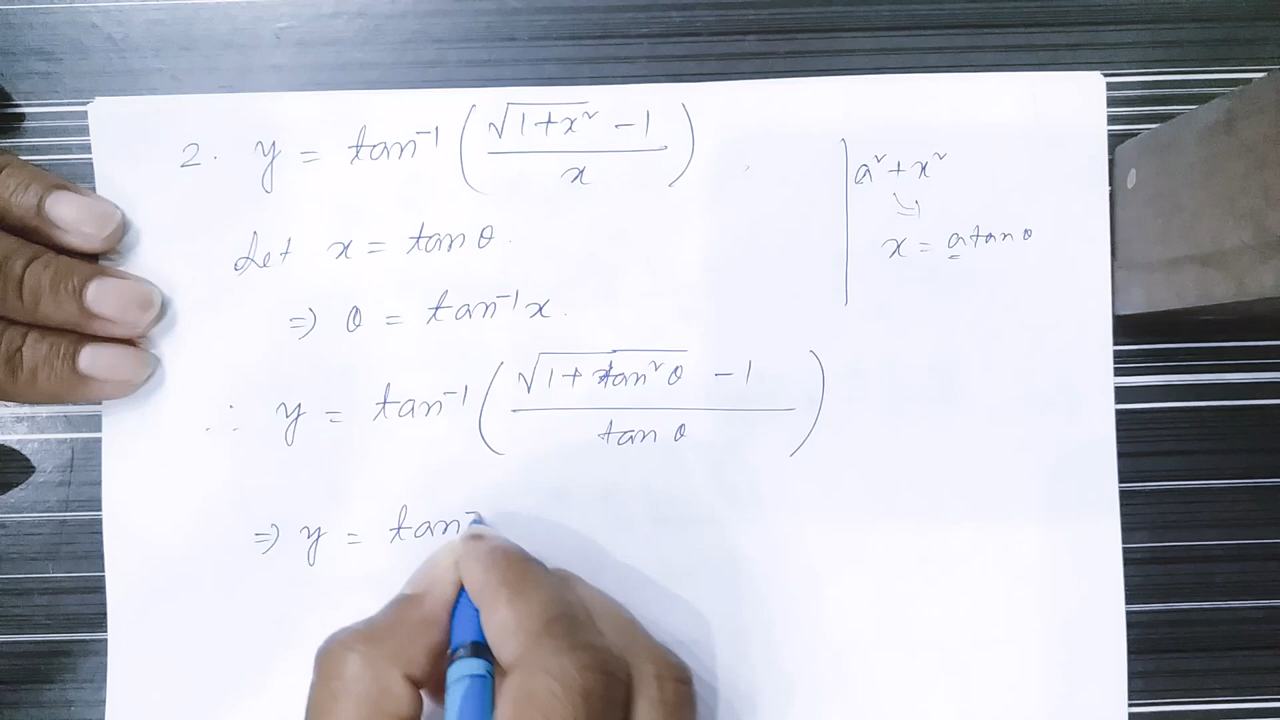 2. y = tan⁻¹ ( (√1+x² - 1) / x )
Let x = tan θ.
⇒ θ = tan⁻¹x.
∴ y = tan⁻¹ ( (√1+tan²θ - 1) / tan θ )
⇒ y = tan⁻
a² + x²
x = a tan θ